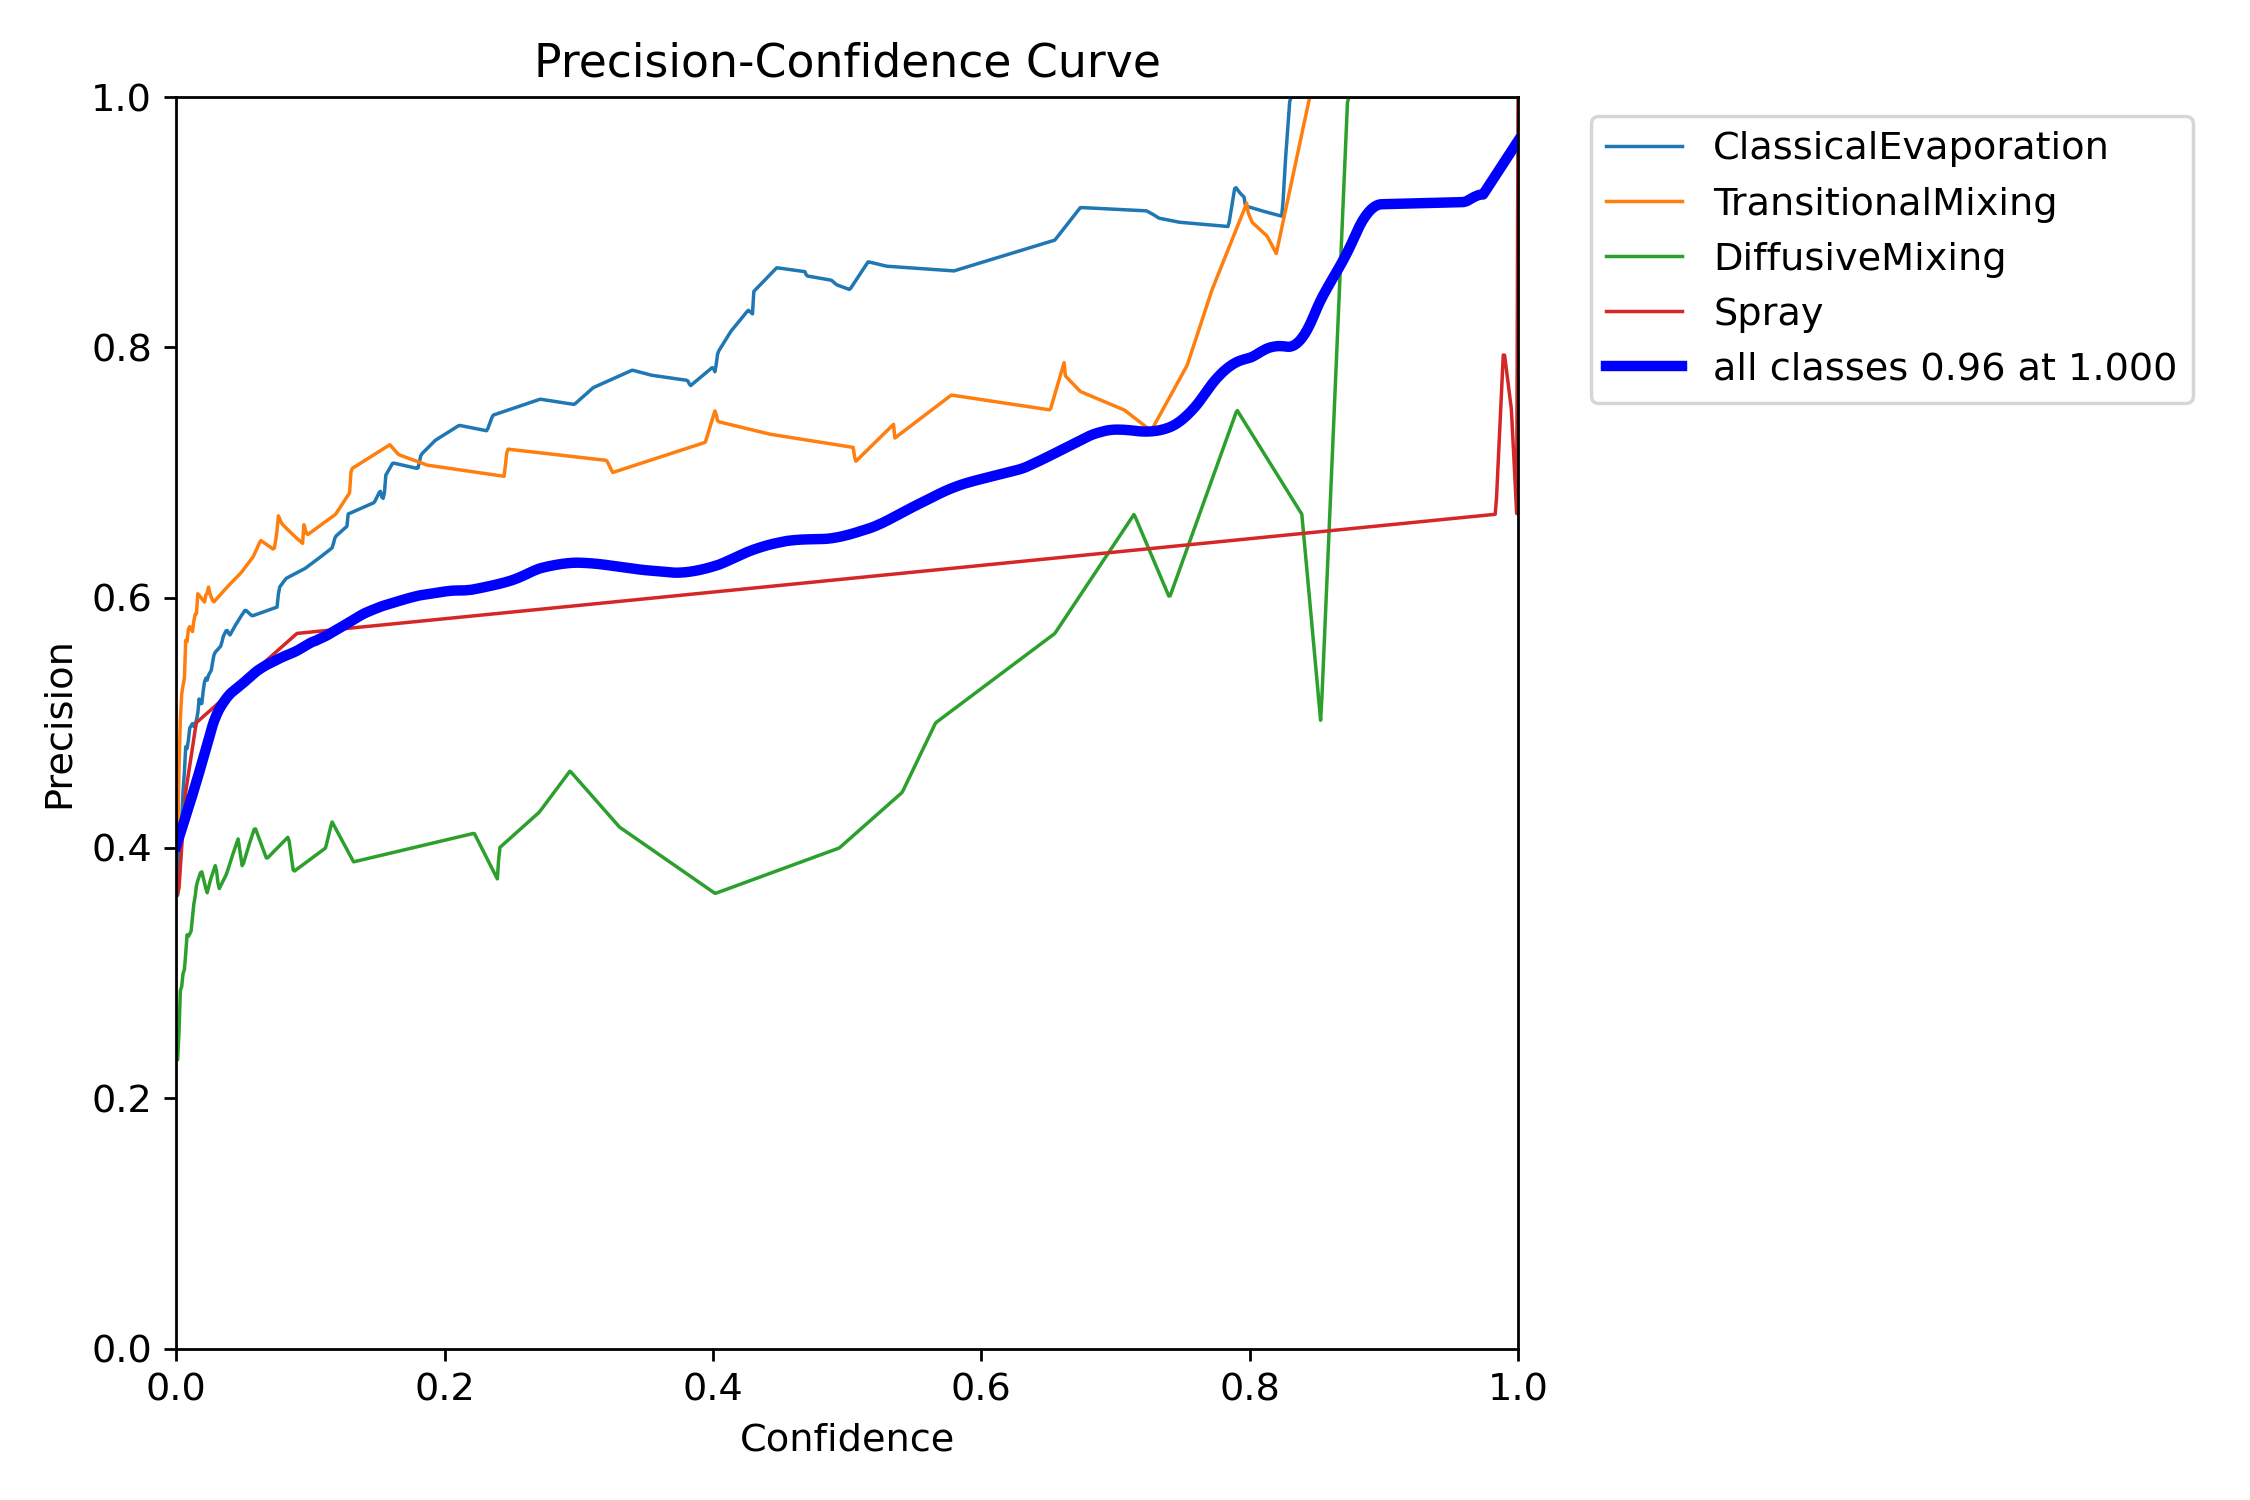 Precision-Confidence Curve
1.0
0.8
0.6
0.4
0.2
0.0
Precision
0.0 0.2 0.4 0.6 0.8 1.0
Confidence
ClassicalEvaporation
TransitionalMixing
DiffusiveMixing
Spray
all classes 0.96 at 1.000